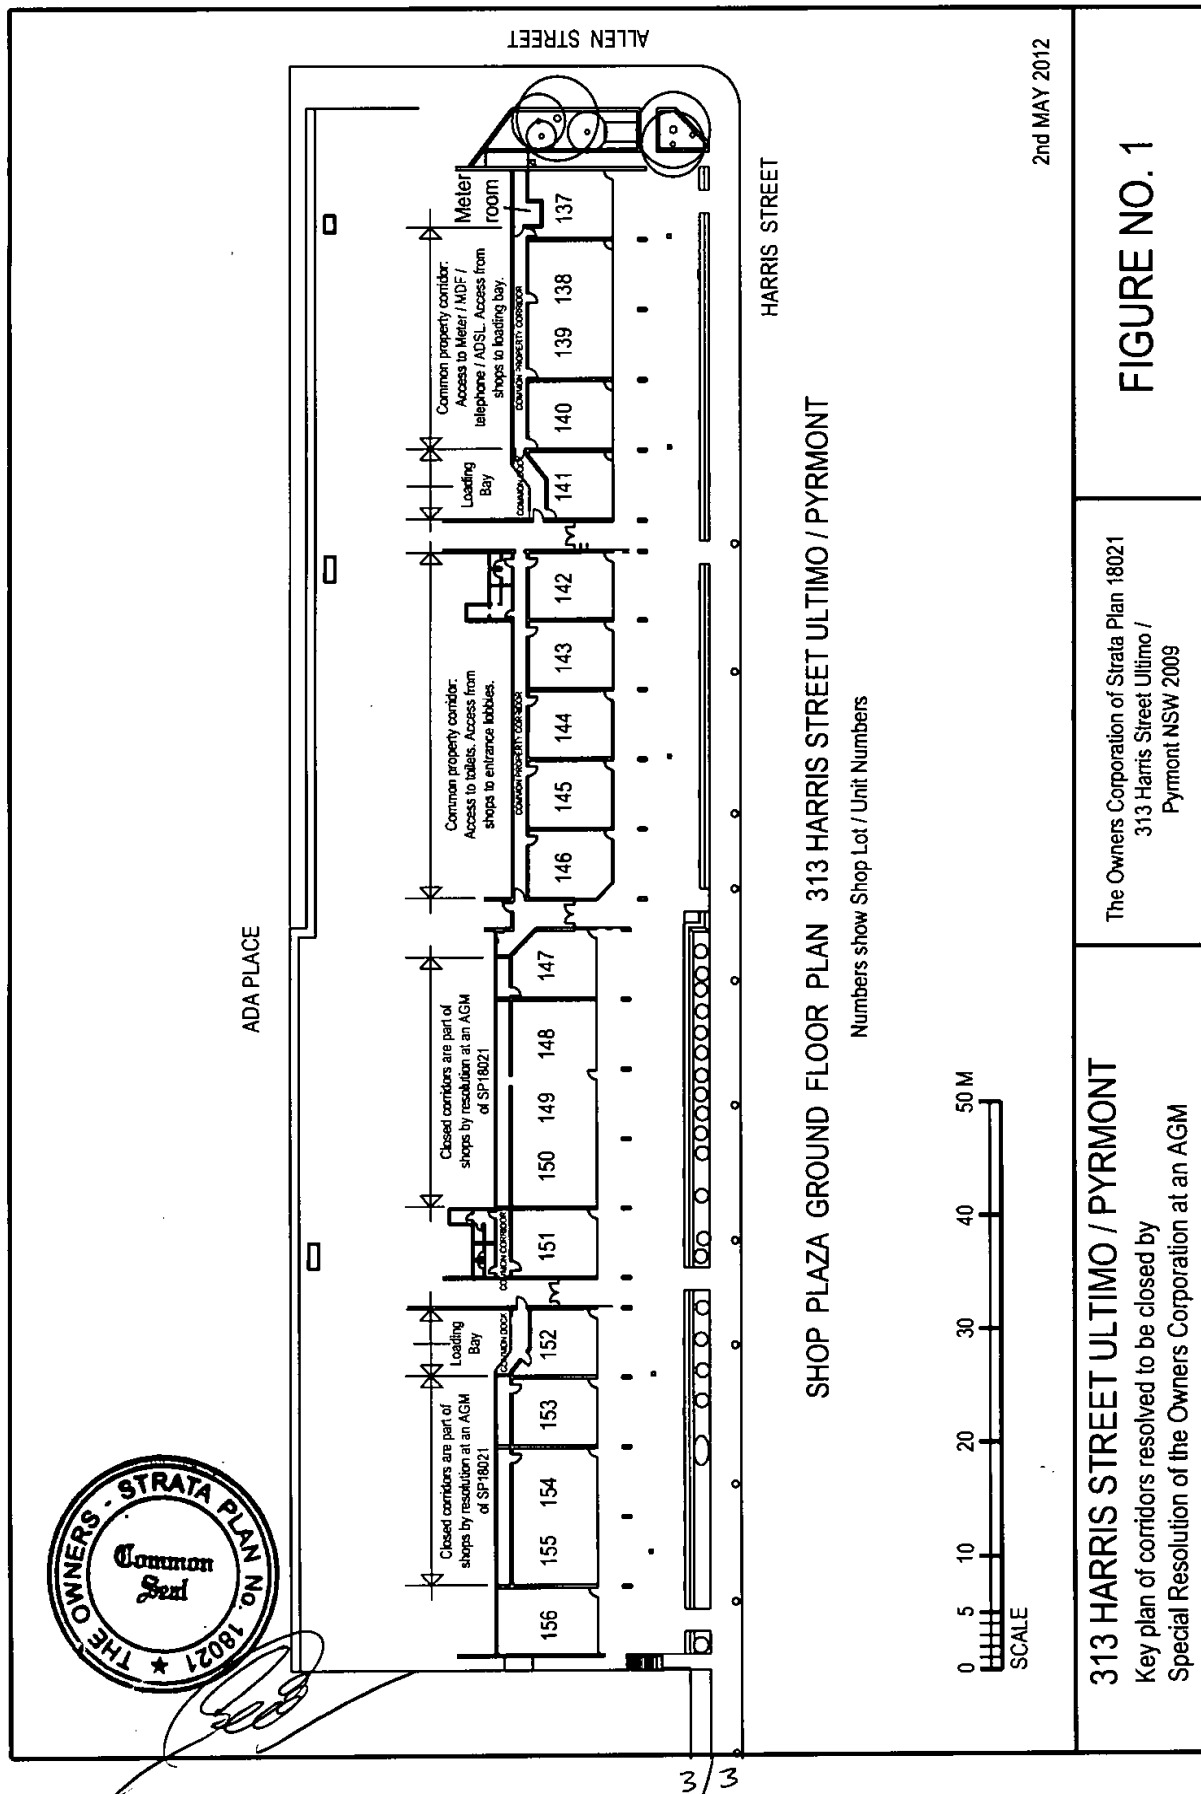 THE OWNERS - STRATA PLAN No. 18021
Common
Seal
ADA PLACE
ALLEN STREET
HARRIS STREET
Closed corridors are part of
shops by resolution at an AGM
of SP18021
Loading
Bay
Closed corridors are part of
shops by resolution at an AGM
of SP18021
Common property corridor:
Access to toilets. Access from
shops to entrance lobbies.
Loading
Bay
Common property corridor:
Access to Meter / MDF /
telephone / ADSL. Access from
shops to loading bay.
Meter
room
COMMON DOCK
COMMON CORRIDOR
COMMON PROPERTY CORRIDOR
COMMON DOCK
COMMON PROPERTY CORRIDOR
156 155 154 153 152 151 150 149 148 147 146 145 144 143 142 141 140 139 138 137
SHOP PLAZA GROUND FLOOR PLAN 313 HARRIS STREET ULTIMO / PYRMONT
Numbers show Shop Lot / Unit Numbers
0 5 10 20 30 40 50 M
SCALE
2nd MAY 2012
313 HARRIS STREET ULTIMO / PYRMONT
Key plan of corridors resolved to be closed by
Special Resolution of the Owners Corporation at an AGM
The Owners Corporation of Strata Plan 18021
313 Harris Street Ultimo /
Pyrmont NSW 2009
FIGURE NO. 1
3/3